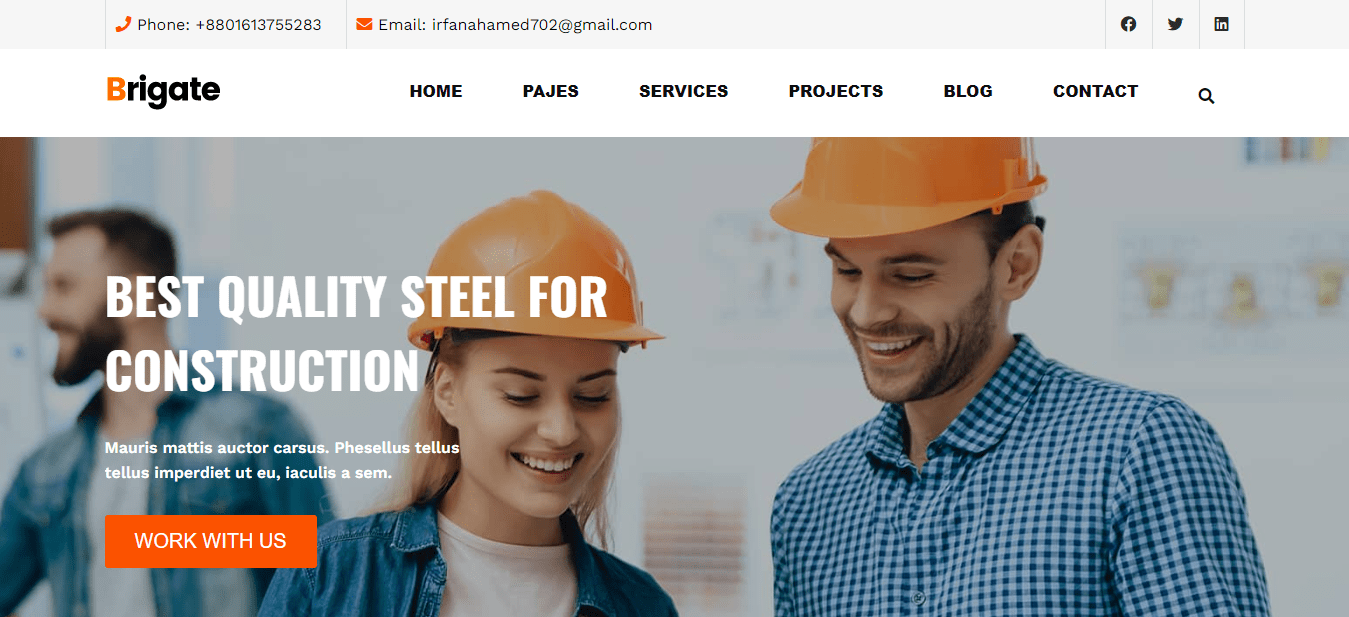 Phone: +8801613755283 Email: irfanahamed702@gmail.com
Brigate HOME PAJES SERVICES PROJECTS BLOG CONTACT
BEST QUALITY STEEL FOR
CONSTRUCTION
Mauris mattis auctor carsus. Phesellus tellus
tellus imperdiet ut eu, iaculis a sem.
WORK WITH US